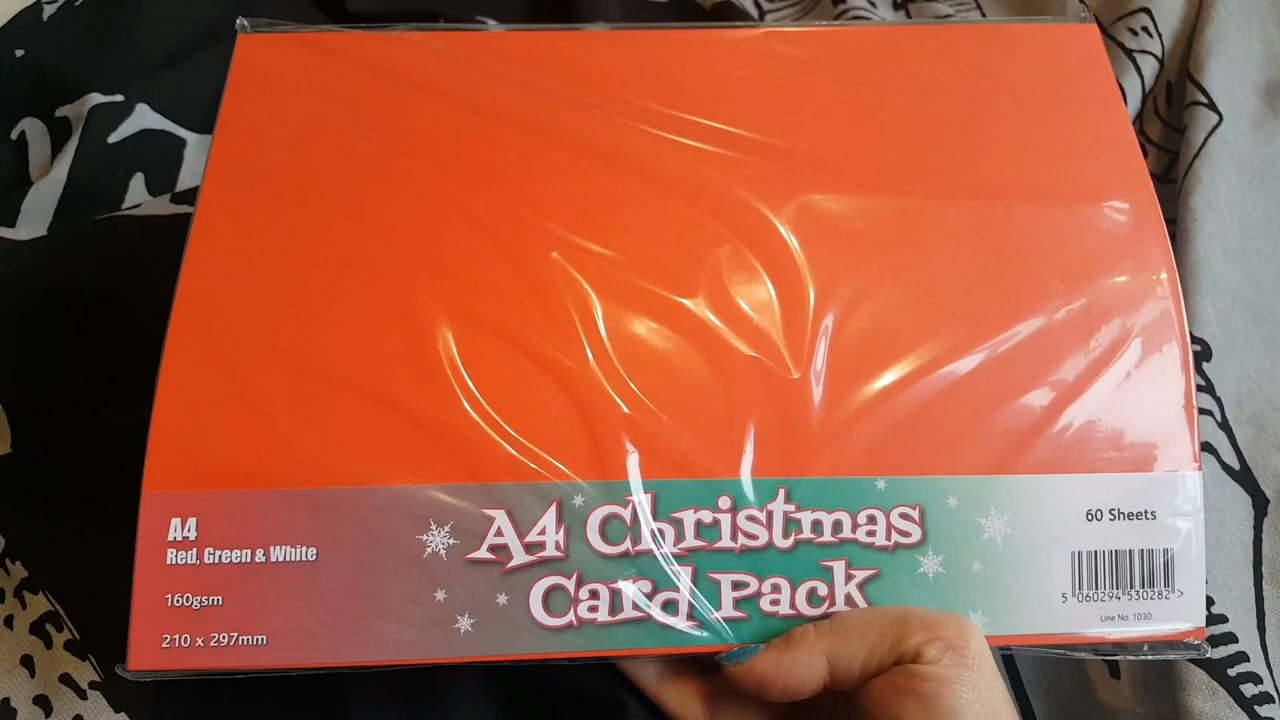 A4
Red, Green & White
160gsm
210 x 297mm
A4 Christmas
Card Pack
60 Sheets
5 060294 530282 >
Line No. 1030